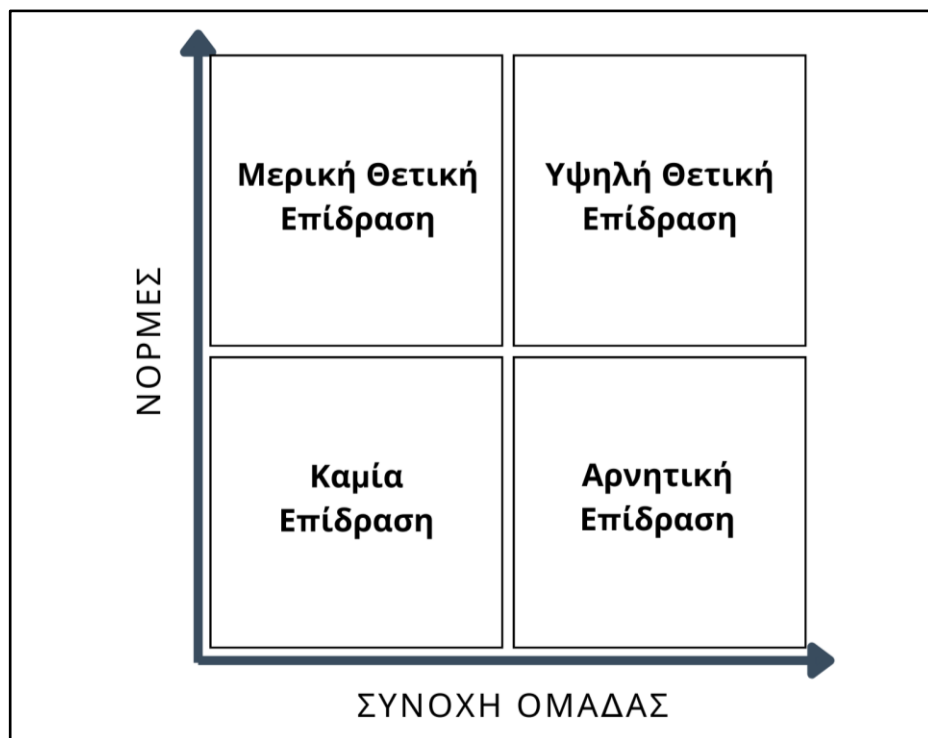 Μερική Θετική
Επίδραση
Υψηλή Θετική
Επίδραση
ΝΟΡΜΕΣ
Καμία
Επίδραση
Αρνητική
Επίδραση
ΣΥΝΟΧΗ ΟΜΑΔΑΣ